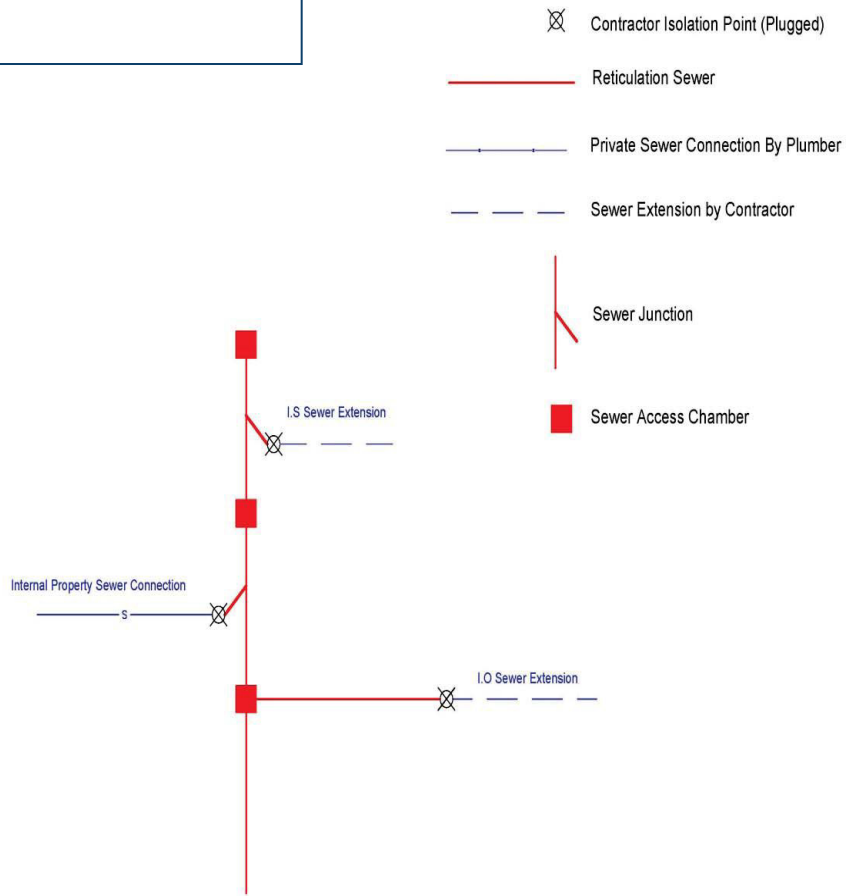 Contractor Isolation Point (Plugged)
Reticulation Sewer
Private Sewer Connection By Plumber
Sewer Extension by Contractor
Sewer Junction
Sewer Access Chamber
I.S Sewer Extension
Internal Property Sewer Connection
S
I.O Sewer Extension